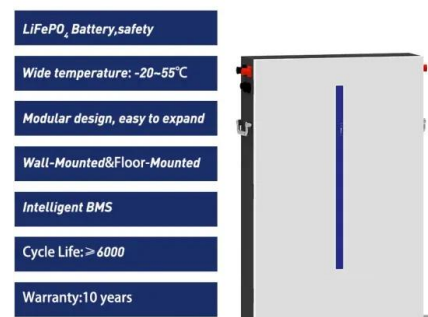 LiFePO₄ Battery,safety
Wide temperature: -20~55℃
Modular design, easy to expand
Wall-Mounted&Floor-Mounted
Intelligent BMS
Cycle Life:≥6000
Warranty:10 years